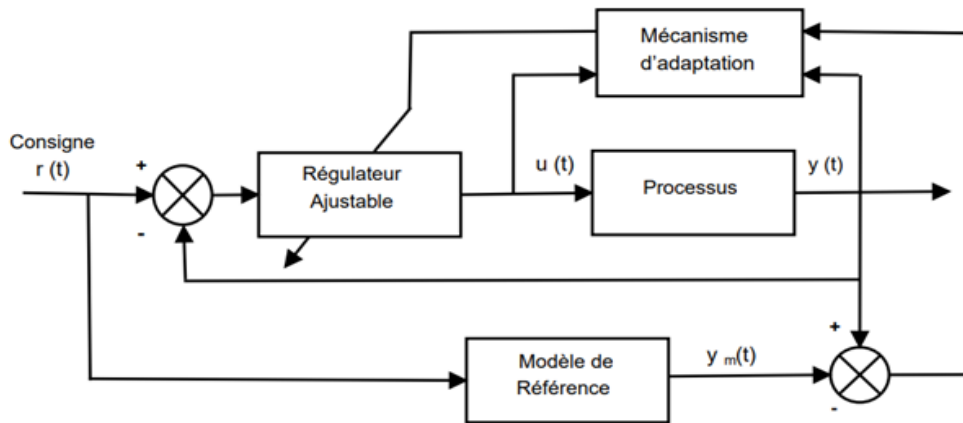 Mécanisme
d'adaptation
Consigne
r (t)
+
-
Régulateur
Ajustable
u (t)
Processus
y (t)
+
-
Modèle de
Référence
y m(t)